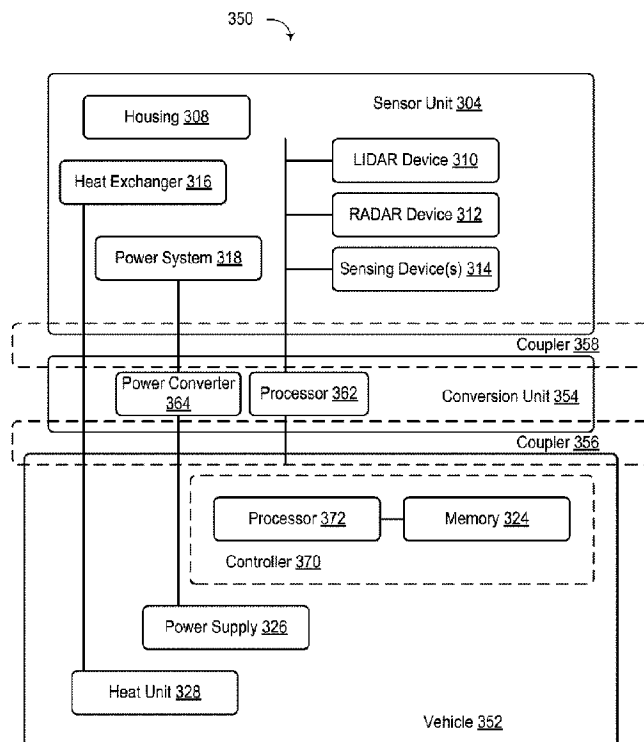 350
Sensor Unit 304
Housing 308
LIDAR Device 310
Heat Exchanger 316
RADAR Device 312
Power System 318
Sensing Device(s) 314
Coupler 358
Power Converter
364
Processor 362
Conversion Unit 354
Coupler 356
Processor 372
Memory 324
Controller 370
Power Supply 326
Heat Unit 328
Vehicle 352